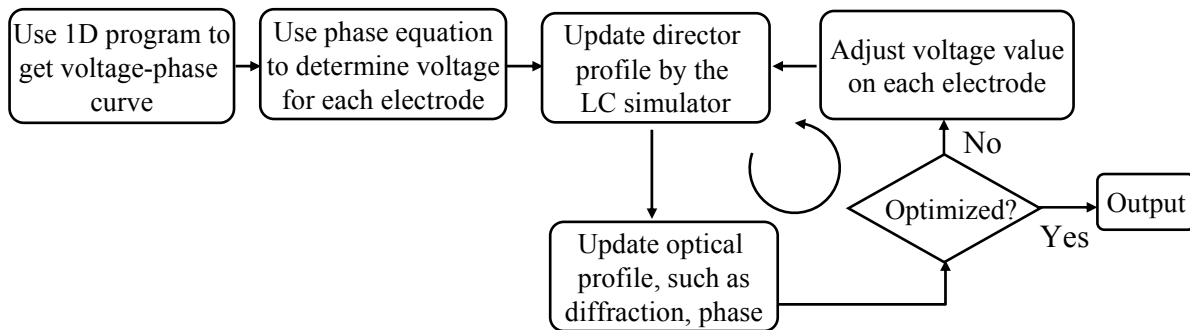 Use 1D program to
get voltage-phase
curve
Use phase equation
to determine voltage
for each electrode
Update director
profile by the
LC simulator
Adjust voltage value
on each electrode
No
Optimized?
Yes
Output
Update optical
profile, such as
diffraction, phase